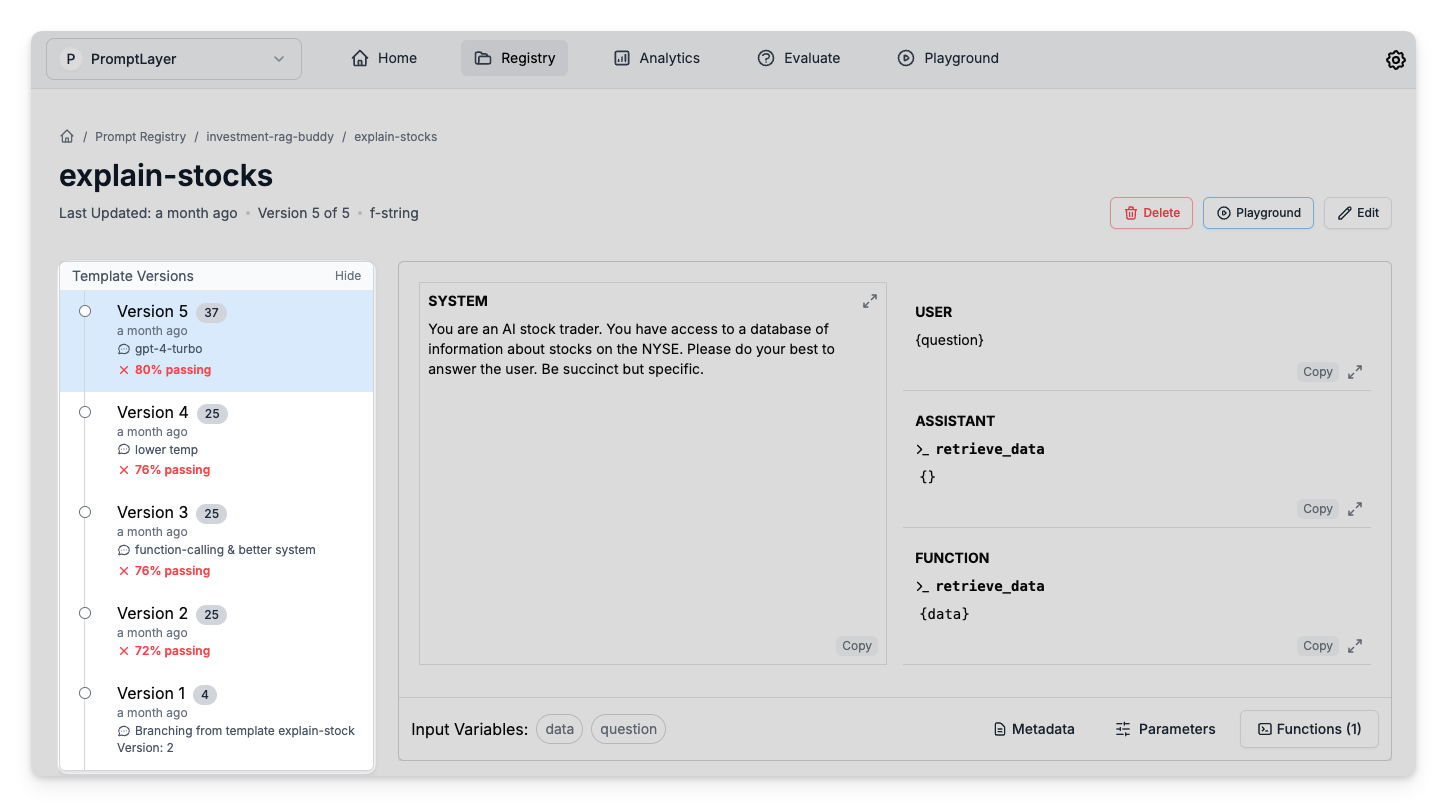 P PromptLayer
Home
Registry
Analytics
Evaluate
Playground
/ Prompt Registry / investment-rag-buddy / explain-stocks
explain-stocks
Last Updated: a month ago • Version 5 of 5 • f-string
Delete
Playground
Edit
Template Versions
Hide
Version 5 37
a month ago
gpt-4-turbo
80% passing
Version 4 25
a month ago
lower temp
76% passing
Version 3 25
a month ago
function-calling & better system
76% passing
Version 2 25
a month ago
72% passing
Version 1 4
a month ago
Branching from template explain-stock
Version: 2
SYSTEM
You are an AI stock trader. You have access to a database of
information about stocks on the NYSE. Please do your best to
answer the user. Be succinct but specific.
Copy
USER
{question}
Copy
ASSISTANT
>_ retrieve_data
{}
Copy
FUNCTION
>_ retrieve_data
{data}
Copy
Input Variables: data question
Metadata
Parameters
Functions (1)